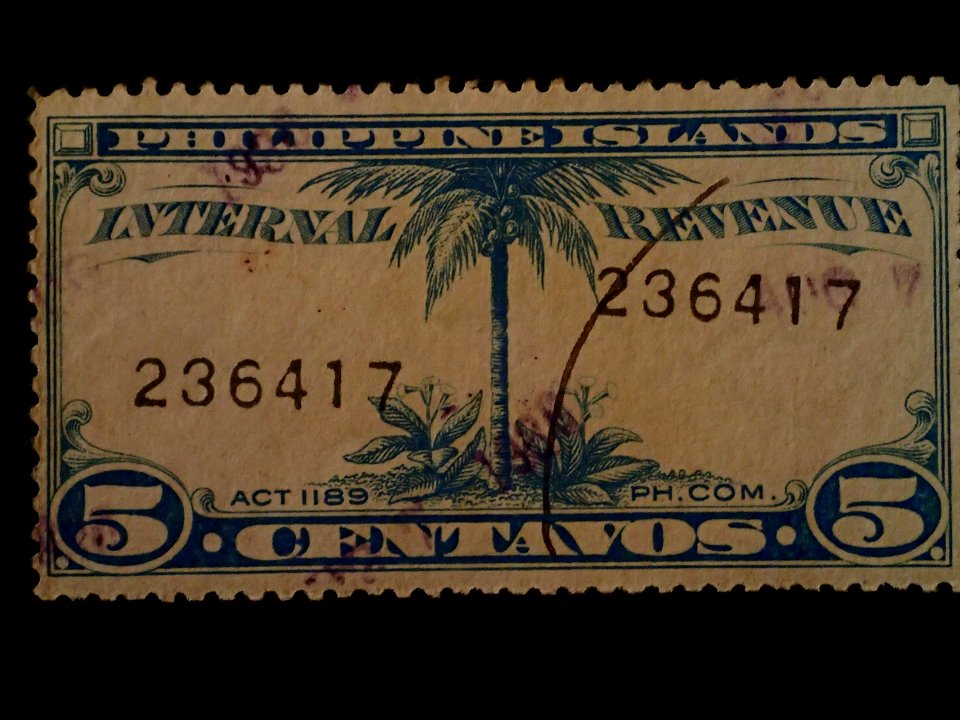 PHILIPPINE ISLANDS
INTERNAL REVENUE
236417
236417
ACT 1189 PH. COM.
5 CENTAVOS 5